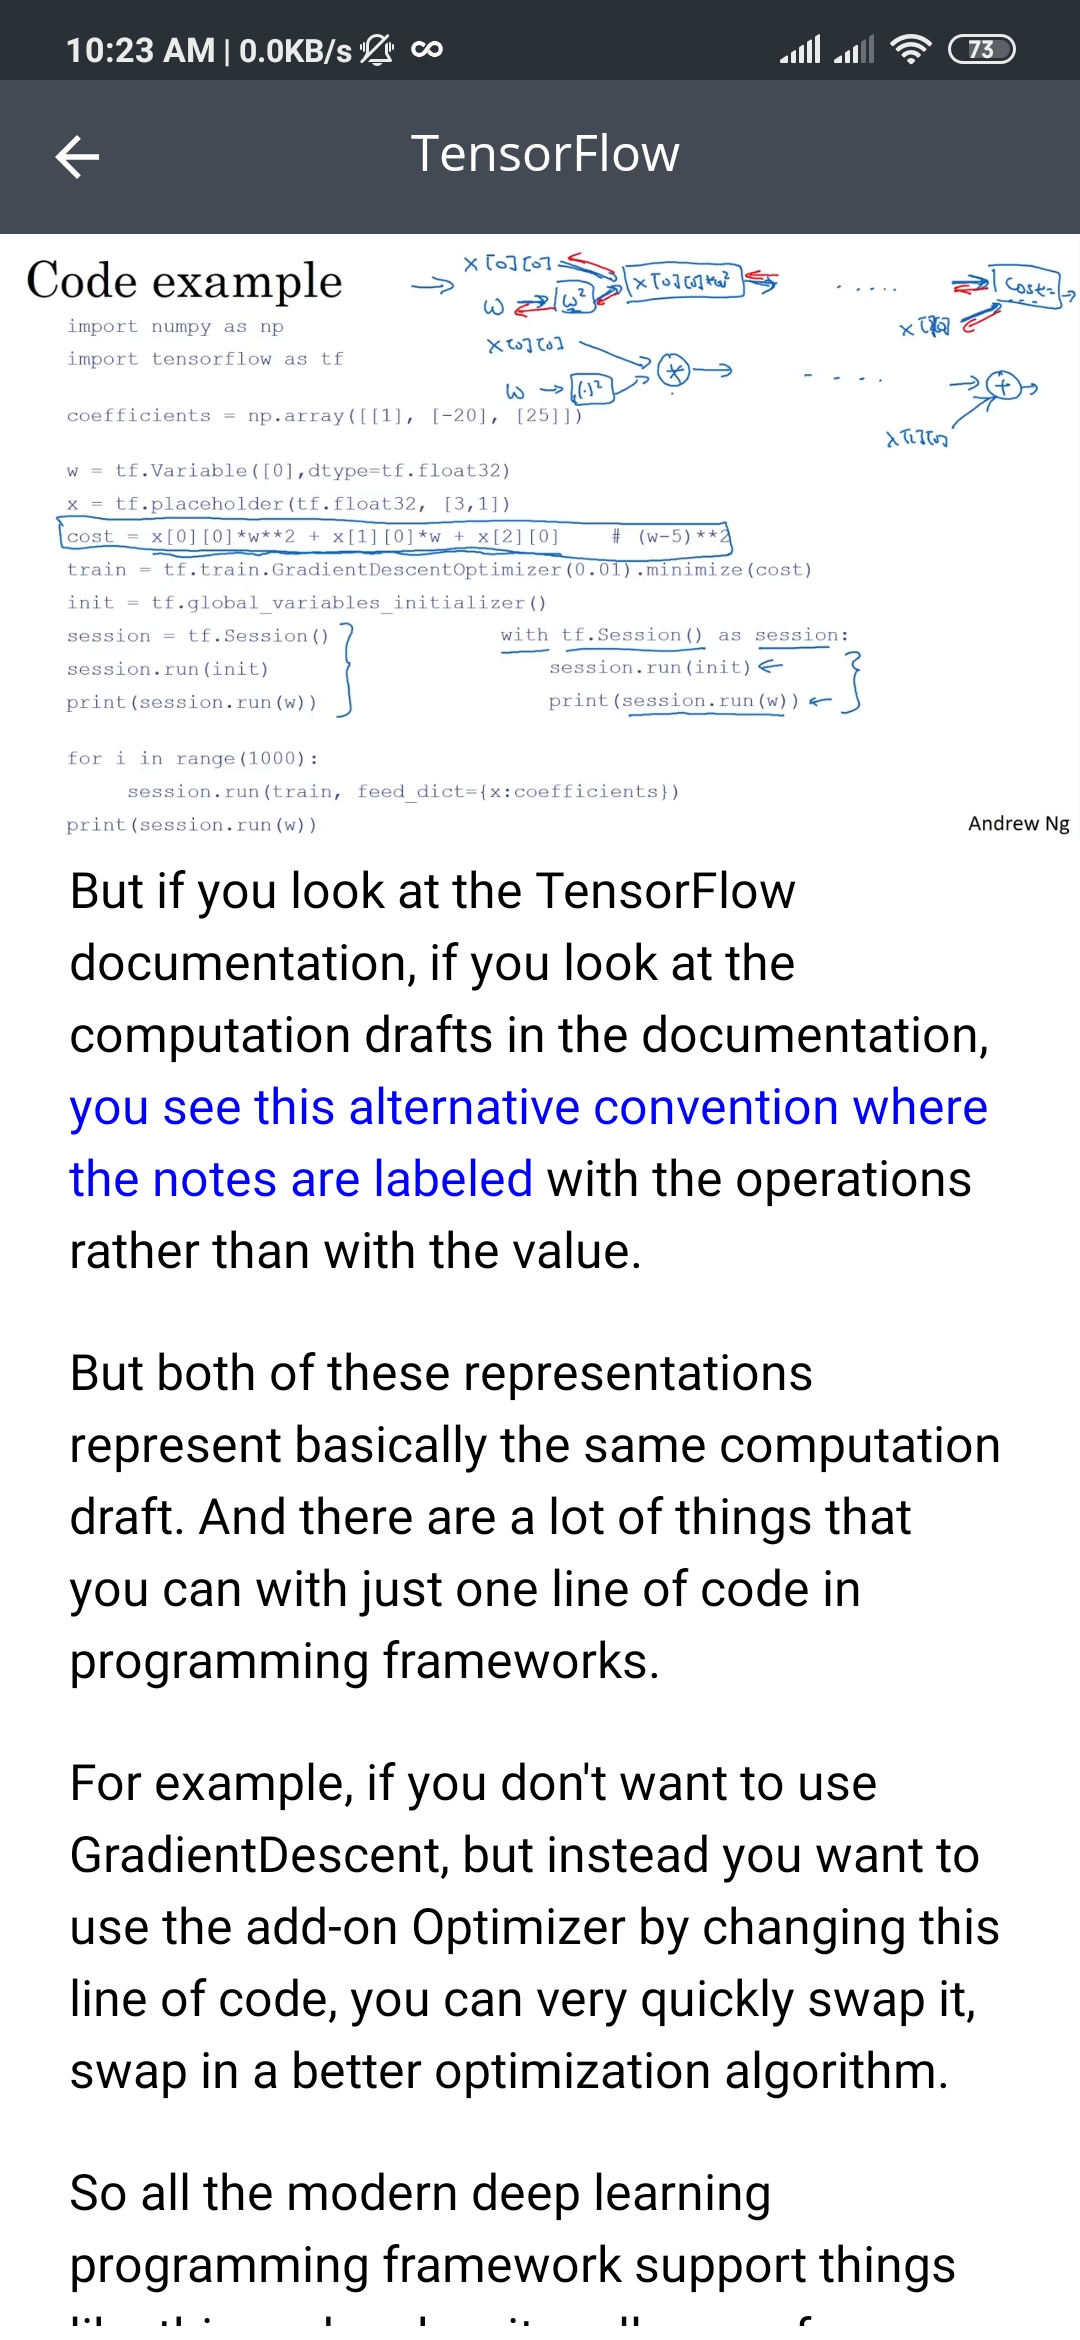 10:23 AM | 0.0KB/s
73
TensorFlow
Code example
x[0][0]
w
w²
x[0][0]*w²
cost
x[0][0]
w
(.)²
*
+
x[1][0]
import numpy as np
import tensorflow as tf
coefficients = np.array([[1], [-20], [25]])
w = tf.Variable([0],dtype=tf.float32)
x = tf.placeholder(tf.float32, [3,1])
cost = x[0][0]*w**2 + x[1][0]*w + x[2][0]    # (w-5)**2
train = tf.train.GradientDescentOptimizer(0.01).minimize(cost)
init = tf.global_variables_initializer()
session = tf.Session()
session.run(init)
print(session.run(w))
with tf.Session() as session:
session.run(init)
print(session.run(w))
for i in range(1000):
session.run(train, feed_dict={x:coefficients})
print(session.run(w))
Andrew Ng
But if you look at the TensorFlow
documentation, if you look at the
computation drafts in the documentation,
you see this alternative convention where
the notes are labeled with the operations
rather than with the value.
But both of these representations
represent basically the same computation
draft. And there are a lot of things that
you can with just one line of code in
programming frameworks.
For example, if you don't want to use
GradientDescent, but instead you want to
use the add-on Optimizer by changing this
line of code, you can very quickly swap it,
swap in a better optimization algorithm.
So all the modern deep learning
programming framework support things